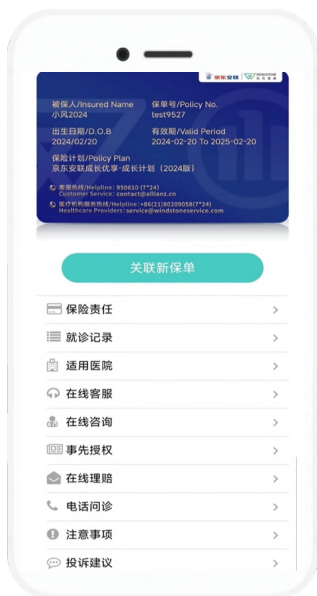 京东安联 WINDSTONE
被保人/Insured Name 保单号/Policy No.
小风2024 test9527
出生日期/D.O.B 有效期/Valid Period
2024/02/20 2024-02-20 To 2025-02-20
保险计划/Policy Plan
京东安联成长优享-成长计划（2024版）
客服热线/Helpline: 950610 (7*24)
Customer Service: contact@allianz.cn
医疗机构服务热线/Helpline:+86(21)80209058(7*24)
Healthcare Providers: service@windstoneservice.com
关联新保单
保险责任
就诊记录
适用医院
在线客服
在线咨询
事先授权
在线理赔
电话问诊
注意事项
投诉建议